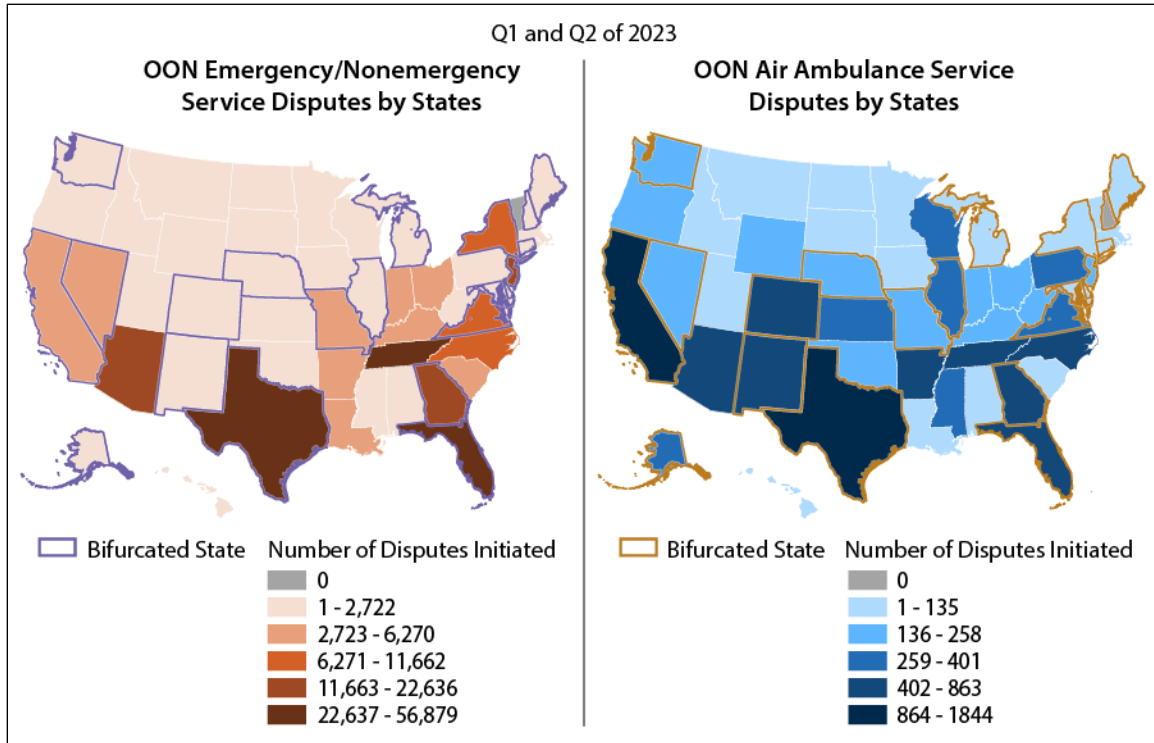 Q1 and Q2 of 2023
OON Emergency/Nonemergency
Service Disputes by States
Bifurcated State
Number of Disputes Initiated
0
1 - 2,722
2,723 - 6,270
6,271 - 11,662
11,663 - 22,636
22,637 - 56,879
OON Air Ambulance Service
Disputes by States
Bifurcated State
Number of Disputes Initiated
0
1 - 135
136 - 258
259 - 401
402 - 863
864 - 1844